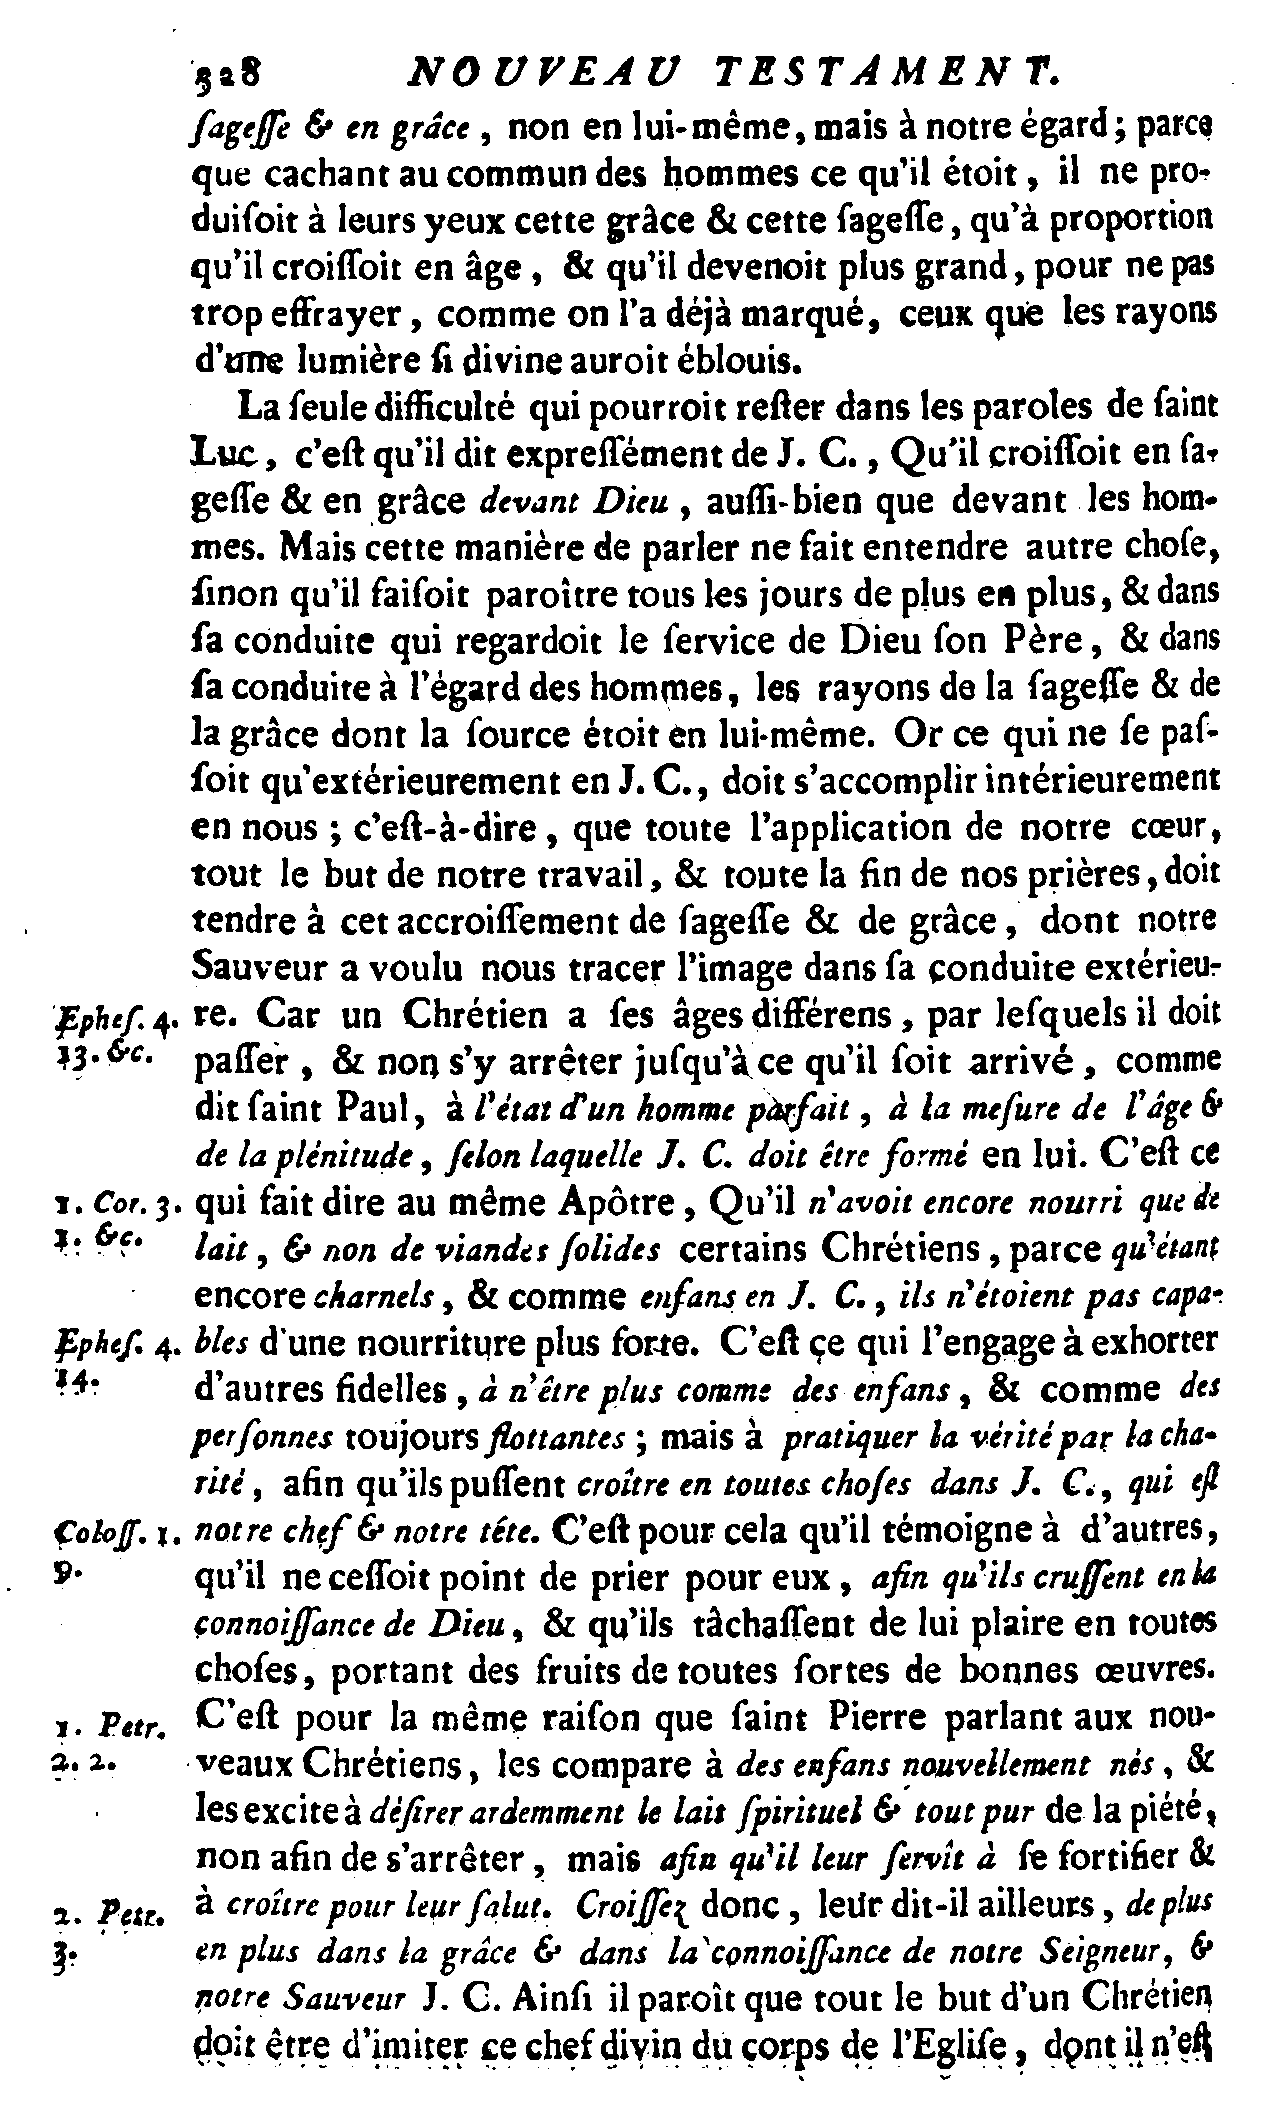 328 NOUVEAU TESTAMENT.
ſageſſe & en grâce, non en lui-même, mais à notre égard; parce
que cachant au commun des hommes ce qu'il étoit, il ne pro-
duiſoit à leurs yeux cette grâce & cette ſageſſe, qu'à proportion
qu'il croiſſoit en âge, & qu'il devenoit plus grand, pour ne pas
trop effrayer, comme on l'a déjà marqué, ceux que les rayons
d'une lumière ſi divine auroit éblouis.
La ſeule difficulté qui pourroit reſter dans les paroles de ſaint
Luc, c'eſt qu'il dit expreſſément de J. C., Qu'il croiſſoit en ſa-
geſſe & en grâce devant Dieu, auſſi-bien que devant les hom-
mes. Mais cette manière de parler ne fait entendre autre choſe,
ſinon qu'il faiſoit paroître tous les jours de plus en plus, & dans
ſa conduite qui regardoit le ſervice de Dieu ſon Père, & dans
ſa conduite à l'égard des hommes, les rayons de la ſageſſe & de
la grâce dont la ſource étoit en lui-même. Or ce qui ne ſe paſ-
ſoit qu'extérieurement en J. C., doit s'accomplir intérieurement
en nous; c'eſt-à-dire, que toute l'application de notre cœur,
tout le but de notre travail, & toute la fin de nos prières, doit
tendre à cet accroiſſement de ſageſſe & de grâce, dont notre
Sauveur a voulu nous tracer l'image dans ſa conduite extérieu-
Epheſ. 4. re. Car un Chrétien a ſes âges différens, par leſquels il doit
13. &c. paſſer, & non s'y arrêter juſqu'à ce qu'il ſoit arrivé, comme
dit ſaint Paul, à l'état d'un homme parfait, à la meſure de l'âge &
de la plénitude, ſelon laquelle J. C. doit être formé en lui. C'eſt ce
1. Cor. 3. qui fait dire au même Apôtre, Qu'il n'avoit encore nourri que de
1. &c. lait, & non de viandes ſolides certains Chrétiens, parce qu'étant
encore charnels, & comme enfans en J. C., ils n'étoient pas capa-
Epheſ. 4. bles d'une nourriture plus forte. C'eſt ce qui l'engage à exhorter
14. d'autres fidelles, à n'être plus comme des enfans, & comme des
perſonnes toujours flottantes; mais à pratiquer la vérité par la cha-
rité, afin qu'ils puſſent croître en toutes choſes dans J. C., qui eſt
Coloſſ. 1. notre chef & notre tête. C'eſt pour cela qu'il témoigne à d'autres,
9. qu'il ne ceſſoit point de prier pour eux, afin qu'ils cruſſent en la
connoiſſance de Dieu, & qu'ils tâchaſſent de lui plaire en toutes
choſes, portant des fruits de toutes ſortes de bonnes œuvres.
1. Petr. C'eſt pour la même raiſon que ſaint Pierre parlant aux nou-
2. 2. veaux Chrétiens, les compare à des enfans nouvellement nés, &
les excite à déſirer ardemment le lait ſpirituel & tout pur de la piété,
non afin de s'arrêter, mais afin qu'il leur ſervît à ſe fortifier &
2. Petr. à croître pour leur ſalut. Croiſſez donc, leur dit-il ailleurs, de plus
3. en plus dans la grâce & dans la connoiſſance de notre Seigneur, &
notre Sauveur J. C. Ainſi il paroît que tout le but d'un Chrétien
doit être d'imiter ce chef divin du corps de l'Egliſe, dont il n'eſt